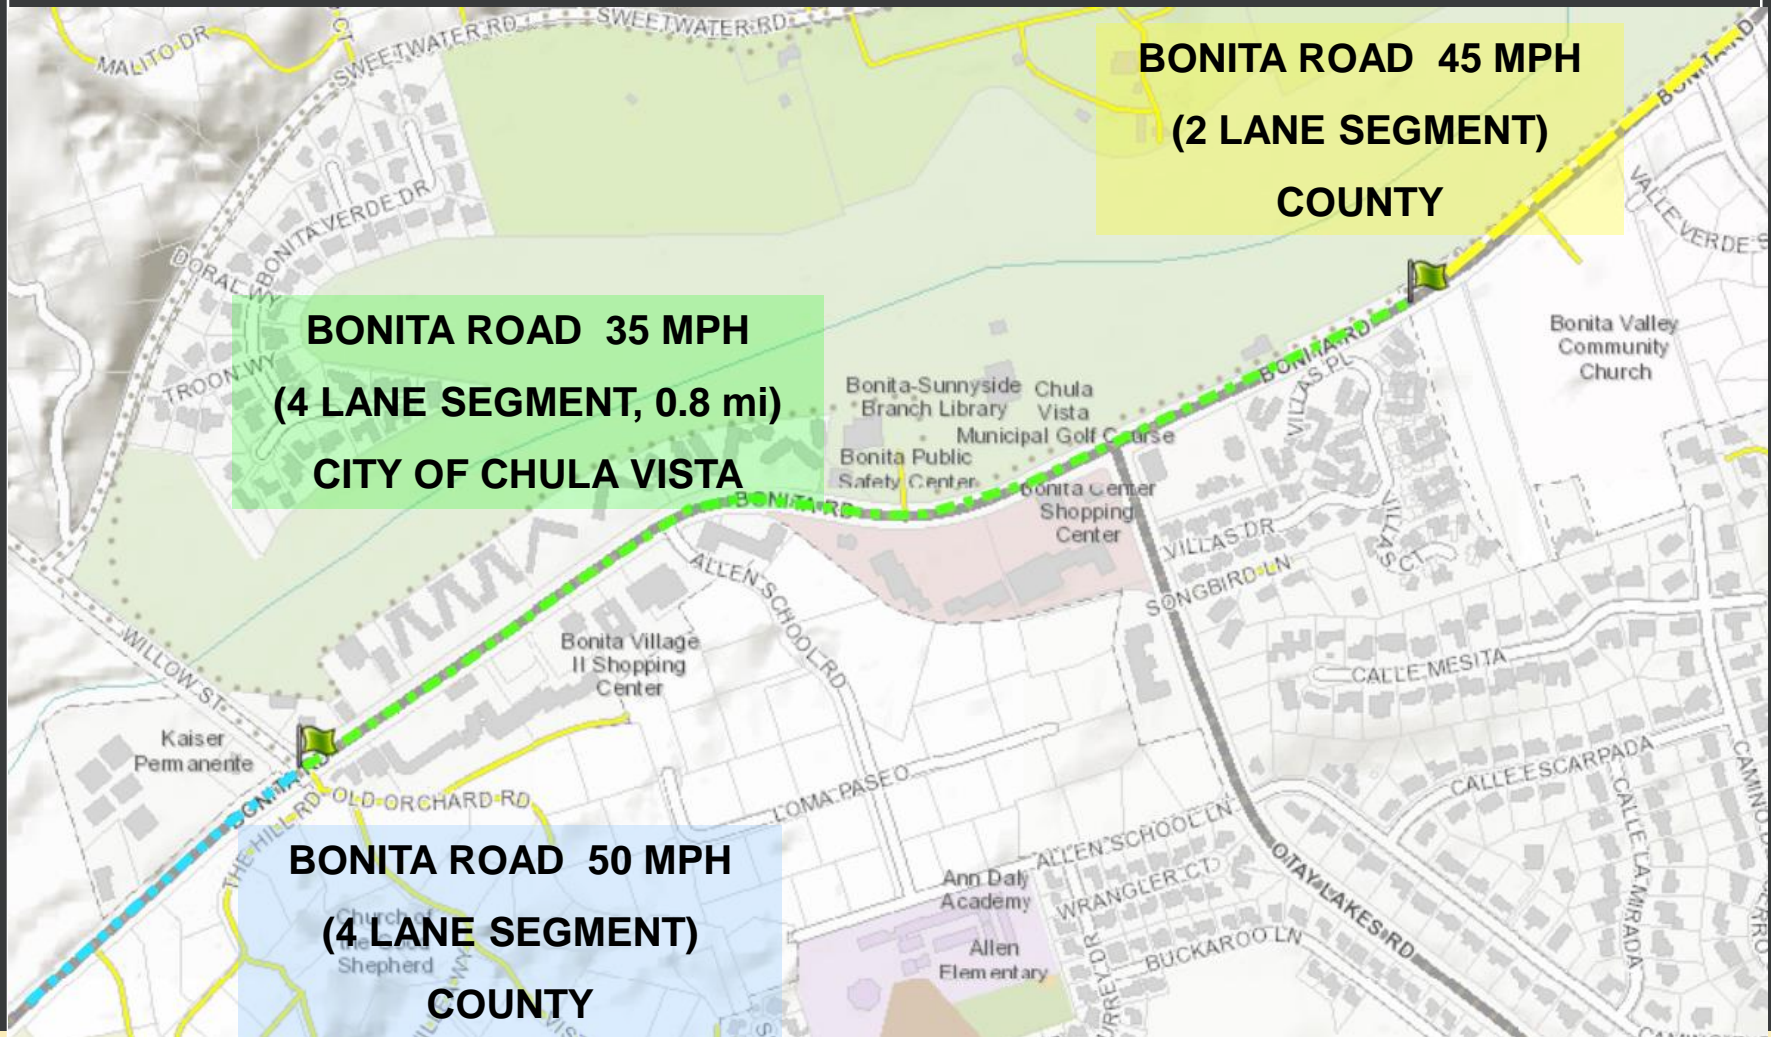 SWEETWATER RD
SWEETWATER RD
MALITO DR
CT
BONITA ROAD 45 MPH
(2 LANE SEGMENT)
COUNTY
BONITA RD
VALLE VERDE
BONITA VERDE DR
DORAL WY
TROON WY
BONITA ROAD 35 MPH
(4 LANE SEGMENT, 0.8 mi)
CITY OF CHULA VISTA
Bonita Valley
Community
Church
BONITA RD
VILLAS PL
Bonita-Sunnyside
Branch Library
Chula
Vista
Municipal Golf Course
Bonita Public
Safety Center
Bonita Center
Shopping
Center
BONITA RD
VILLAS DR
VILLAS CT
SONGBIRD LN
ALLEN SCHOOL RD
Bonita Village
II Shopping
Center
WILLOW ST
CALLE MESITA
Kaiser
Permanente
BONITA RD
OLD ORCHARD RD
THE HILL RD
LOMA PASEO
CALLE ESCARPADA
CALLE LA MIRADA
CAMINO
ALLEN SCHOOL LN
OTAY LAKES RD
BONITA ROAD 50 MPH
(4 LANE SEGMENT)
COUNTY
Church of
the Good
Shepherd
Ann Daly
Academy
WRANGLER CT
Allen
Elementary
BUCKAROO LN